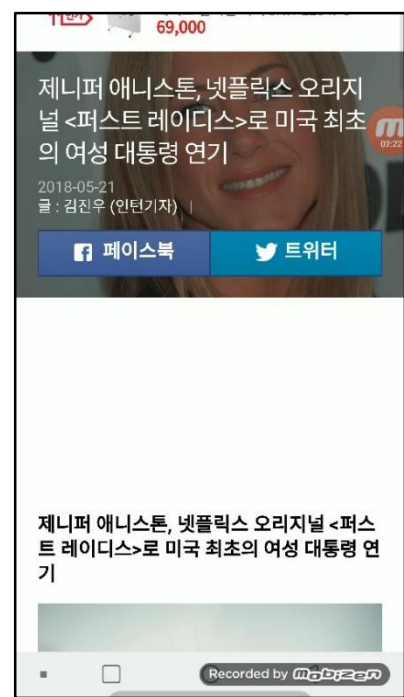 69,000
제니퍼 애니스톤, 넷플릭스 오리지
널 <퍼스트 레이디스>로 미국 최초
의 여성 대통령 연기
02:22
2018-05-21
글 : 김진우 (인턴기자)
페이스북
트위터
제니퍼 애니스톤, 넷플릭스 오리지널 <퍼스
트 레이디스>로 미국 최초의 여성 대통령 연
기
Recorded by mobizen